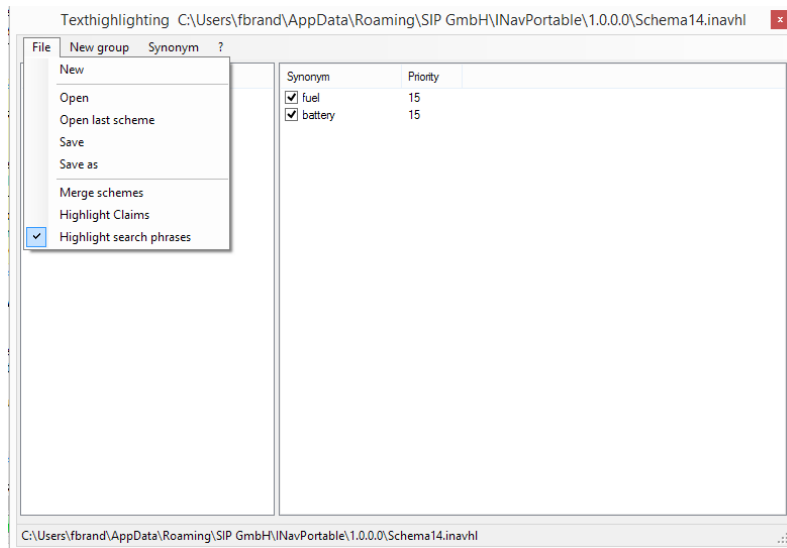 Texthighlighting C:\Users\fbrand\AppData\Roaming\SIP GmbH\INavPortable\1.0.0.0\Schema14.inavhl x
File New group Synonym ?
New
Open
Open last scheme
Save
Save as
Merge schemes
Highlight Claims
Highlight search phrases
Synonym Priority
fuel 15
battery 15
C:\Users\fbrand\AppData\Roaming\SIP GmbH\INavPortable\1.0.0.0\Schema14.inavhl